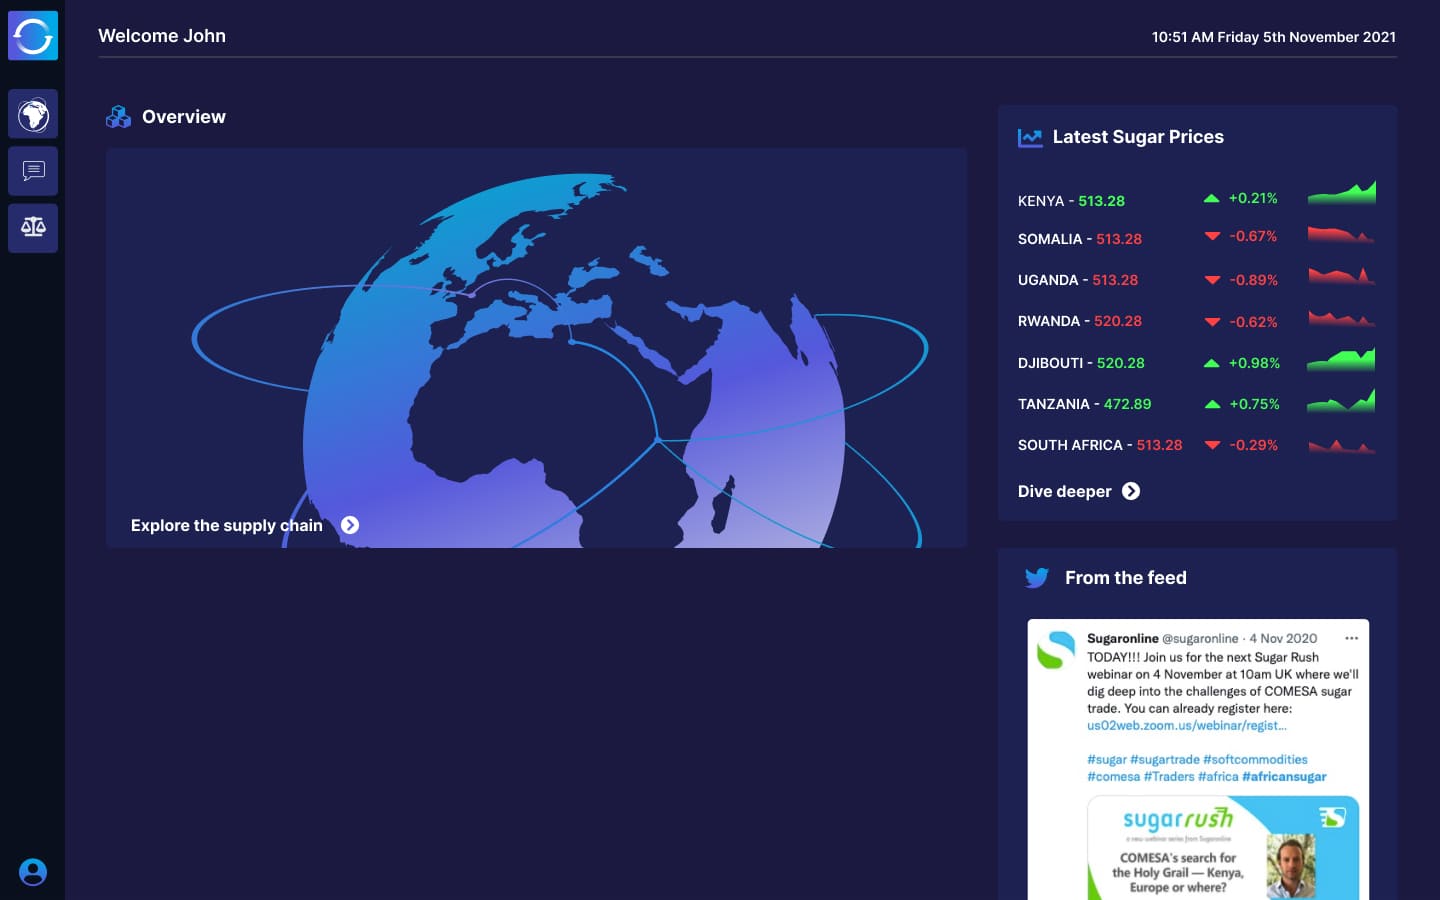 Welcome John
10:51 AM Friday 5th November 2021
Overview
Explore the supply chain
Latest Sugar Prices
KENYA - 513.28 +0.21%
SOMALIA - 513.28 -0.67%
UGANDA - 513.28 -0.89%
RWANDA - 520.28 -0.62%
DJIBOUTI - 520.28 +0.98%
TANZANIA - 472.89 +0.75%
SOUTH AFRICA - 513.28 -0.29%
Dive deeper
From the feed
Sugaronline @sugaronline · 4 Nov 2020 ···
TODAY!!! Join us for the next Sugar Rush
webinar on 4 November at 10am UK where we'll
dig deep into the challenges of COMESA sugar
trade. You can already register here:
us02web.zoom.us/webinar/regist...
#sugar #sugartrade #softcommodities
#comesa #Traders #africa #africansugar
sugarrush
a new webinar series from Sugaronline
COMESA's search for
the Holy Grail — Kenya,
Europe or where?